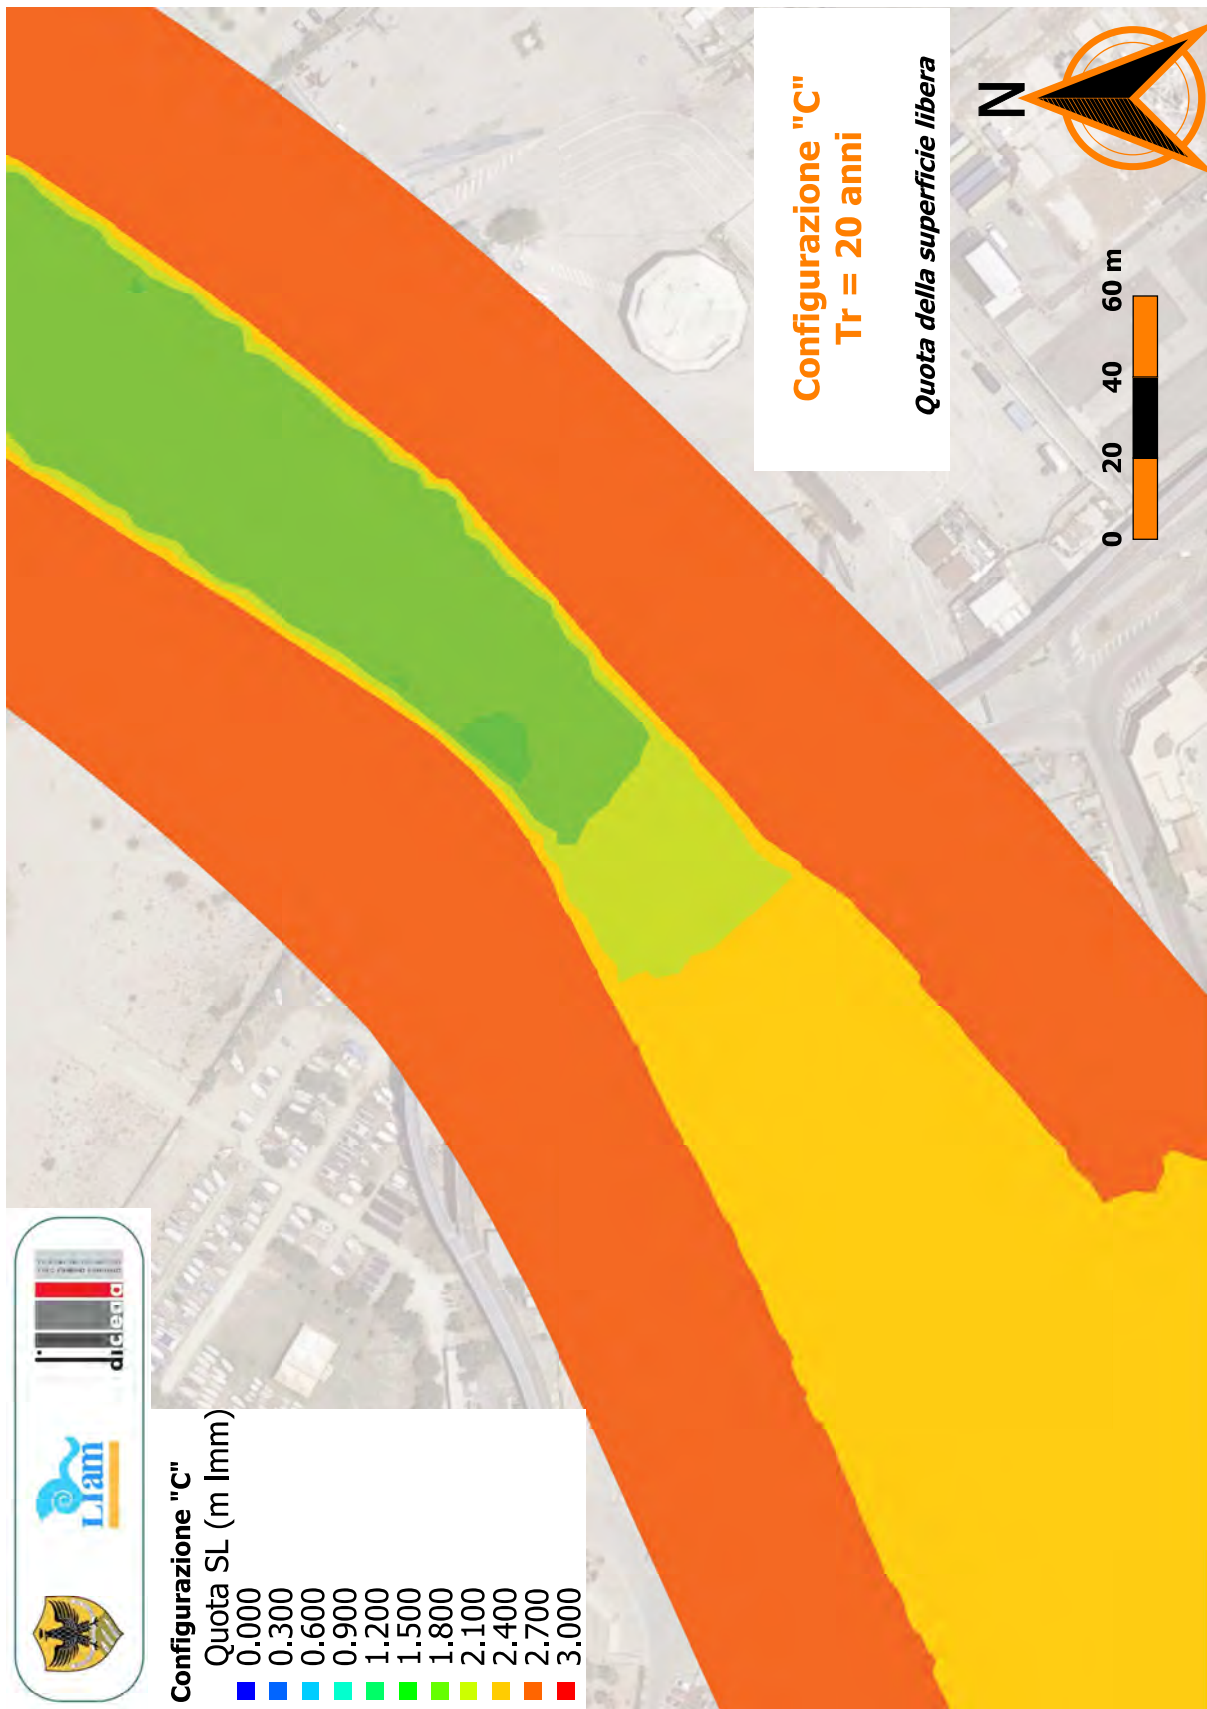 Configurazione "C"
Tr = 20 anni
Quota della superficie libera
N
0 20 40 60 m
LIam
diceaa
Configurazione "C"
Quota SL (m lmm)
0.000
0.300
0.600
0.900
1.200
1.500
1.800
2.100
2.400
2.700
3.000